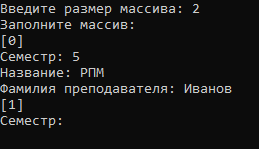 Введите размер массива: 2
Заполните массив:
[0]
Семестр: 5
Название: РПМ
Фамилия преподавателя: Иванов
[1]
Семестр: